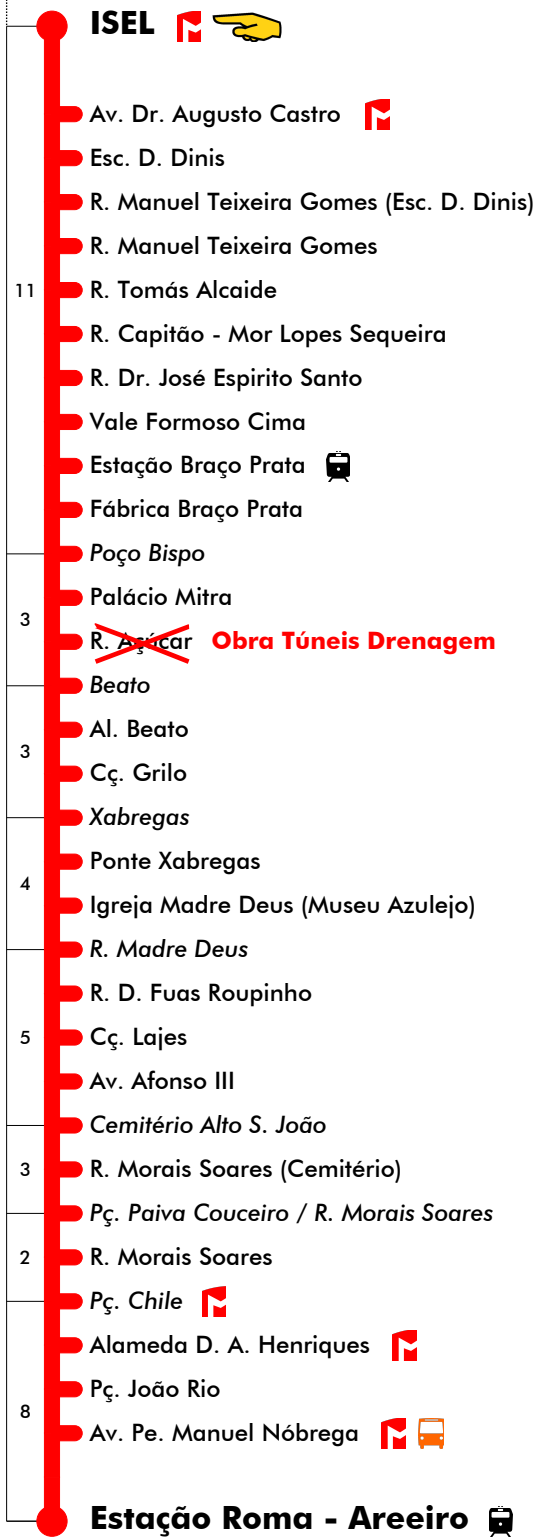 ISEL
Av. Dr. Augusto Castro
Esc. D. Dinis
R. Manuel Teixeira Gomes (Esc. D. Dinis)
R. Manuel Teixeira Gomes
11 R. Tomás Alcaide
R. Capitão - Mor Lopes Sequeira
R. Dr. José Espirito Santo
Vale Formoso Cima
Estação Braço Prata
Fábrica Braço Prata
Poço Bispo
Palácio Mitra
3
R. Açúcar Obra Túneis Drenagem
Beato
Al. Beato
3
Cç. Grilo
Xabregas
Ponte Xabregas
4
Igreja Madre Deus (Museu Azulejo)
R. Madre Deus
R. D. Fuas Roupinho
5 Cç. Lajes
Av. Afonso III
Cemitério Alto S. João
3 R. Morais Soares (Cemitério)
Pç. Paiva Couceiro / R. Morais Soares
2 R. Morais Soares
Pç. Chile
Alameda D. A. Henriques
Pç. João Rio
8
Av. Pe. Manuel Nóbrega
Estação Roma - Areeiro